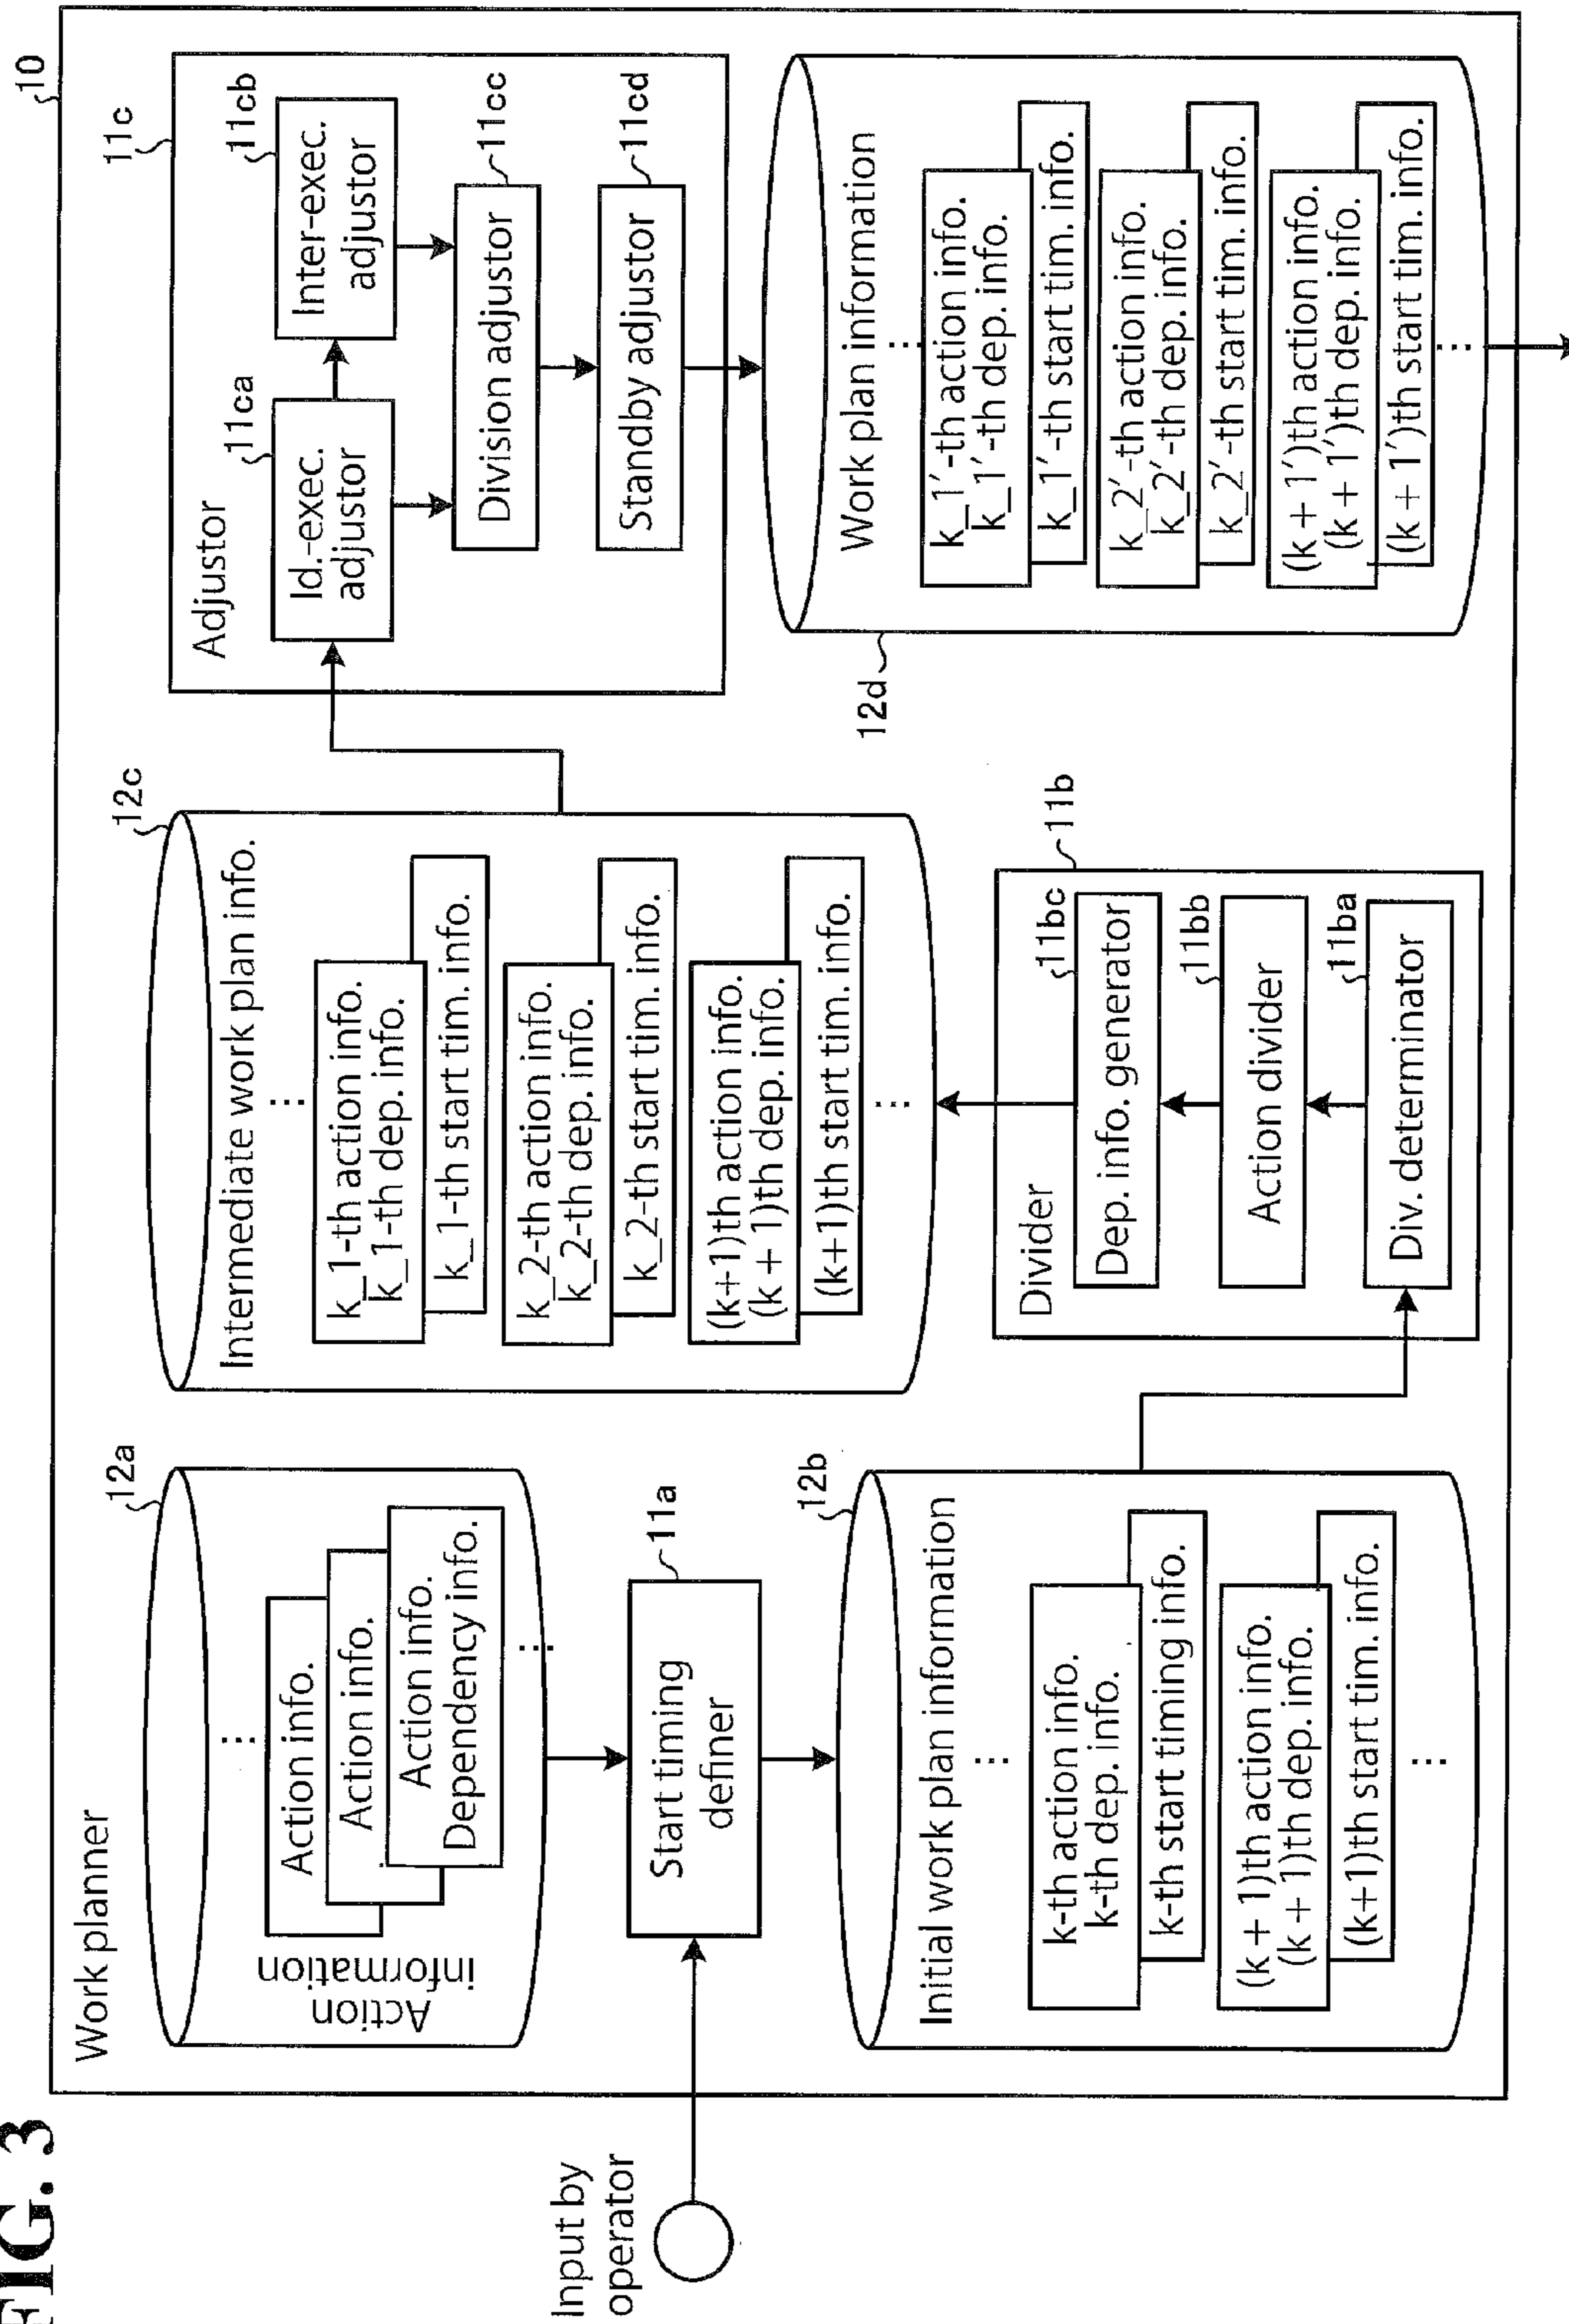 FIG. 3
10
Work planner
12a
Action information
⋮
Action info.
Action info.
Action info.
Dependency info.
⋮
Input by
operator
11a
Start timing
definer
12b
Initial work plan information
⋮
k-th action info.
k-th dep. info.
k-th start timing info.
(k + 1)th action info.
(k + 1)th dep. info.
(k+1)th start tim. info.
⋮
12c
Intermediate work plan info.
⋮
k_1-th action info.
k_1-th dep. info.
k_1-th start tim. info.
k_2-th action info.
k_2-th dep. info.
k_2-th start tim. info.
(k+1)th action info.
(k + 1)th dep. info.
(k+1)th start tim. info.
⋮
11b
Divider
11bc
Dep. info. generator
11bb
Action divider
11ba
Div. determinator
11c
Adjustor
11ca
Id.-exec.
adjustor
11cb
Inter-exec.
adjustor
11cc
Division adjustor
11cd
Standby adjustor
12d
Work plan information
⋮
k_1′-th action info.
k_1′-th dep. info.
k_1′-th start tim. info.
k_2′-th action info.
k_2′-th dep. info.
k_2′-th start tim. info.
(k + 1′)th action info.
(k + 1′)th dep. info.
(k + 1′)th start tim. info.
⋮